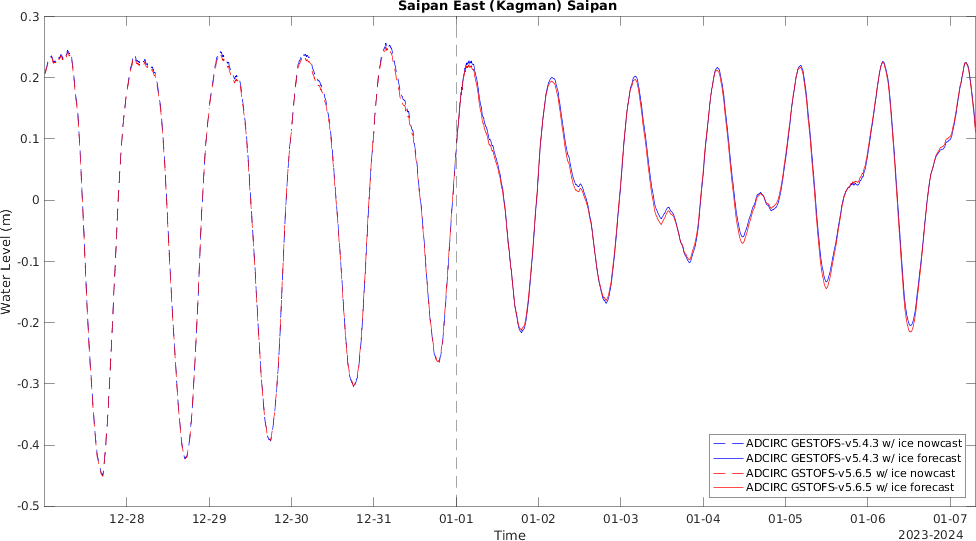 Saipan East (Kagman) Saipan
0.3
0.2
0.1
0
-0.1
-0.2
-0.3
-0.4
-0.5
Water Level (m)
ADCIRC GESTOFS-v5.4.3 w/ ice nowcast
ADCIRC GESTOFS-v5.4.3 w/ ice forecast
ADCIRC GSTOFS-v5.6.5 w/ ice nowcast
ADCIRC GSTOFS-v5.6.5 w/ ice forecast
12-28 12-29 12-30 12-31 01-01 01-02 01-03 01-04 01-05 01-06 01-07
Time
2023-2024